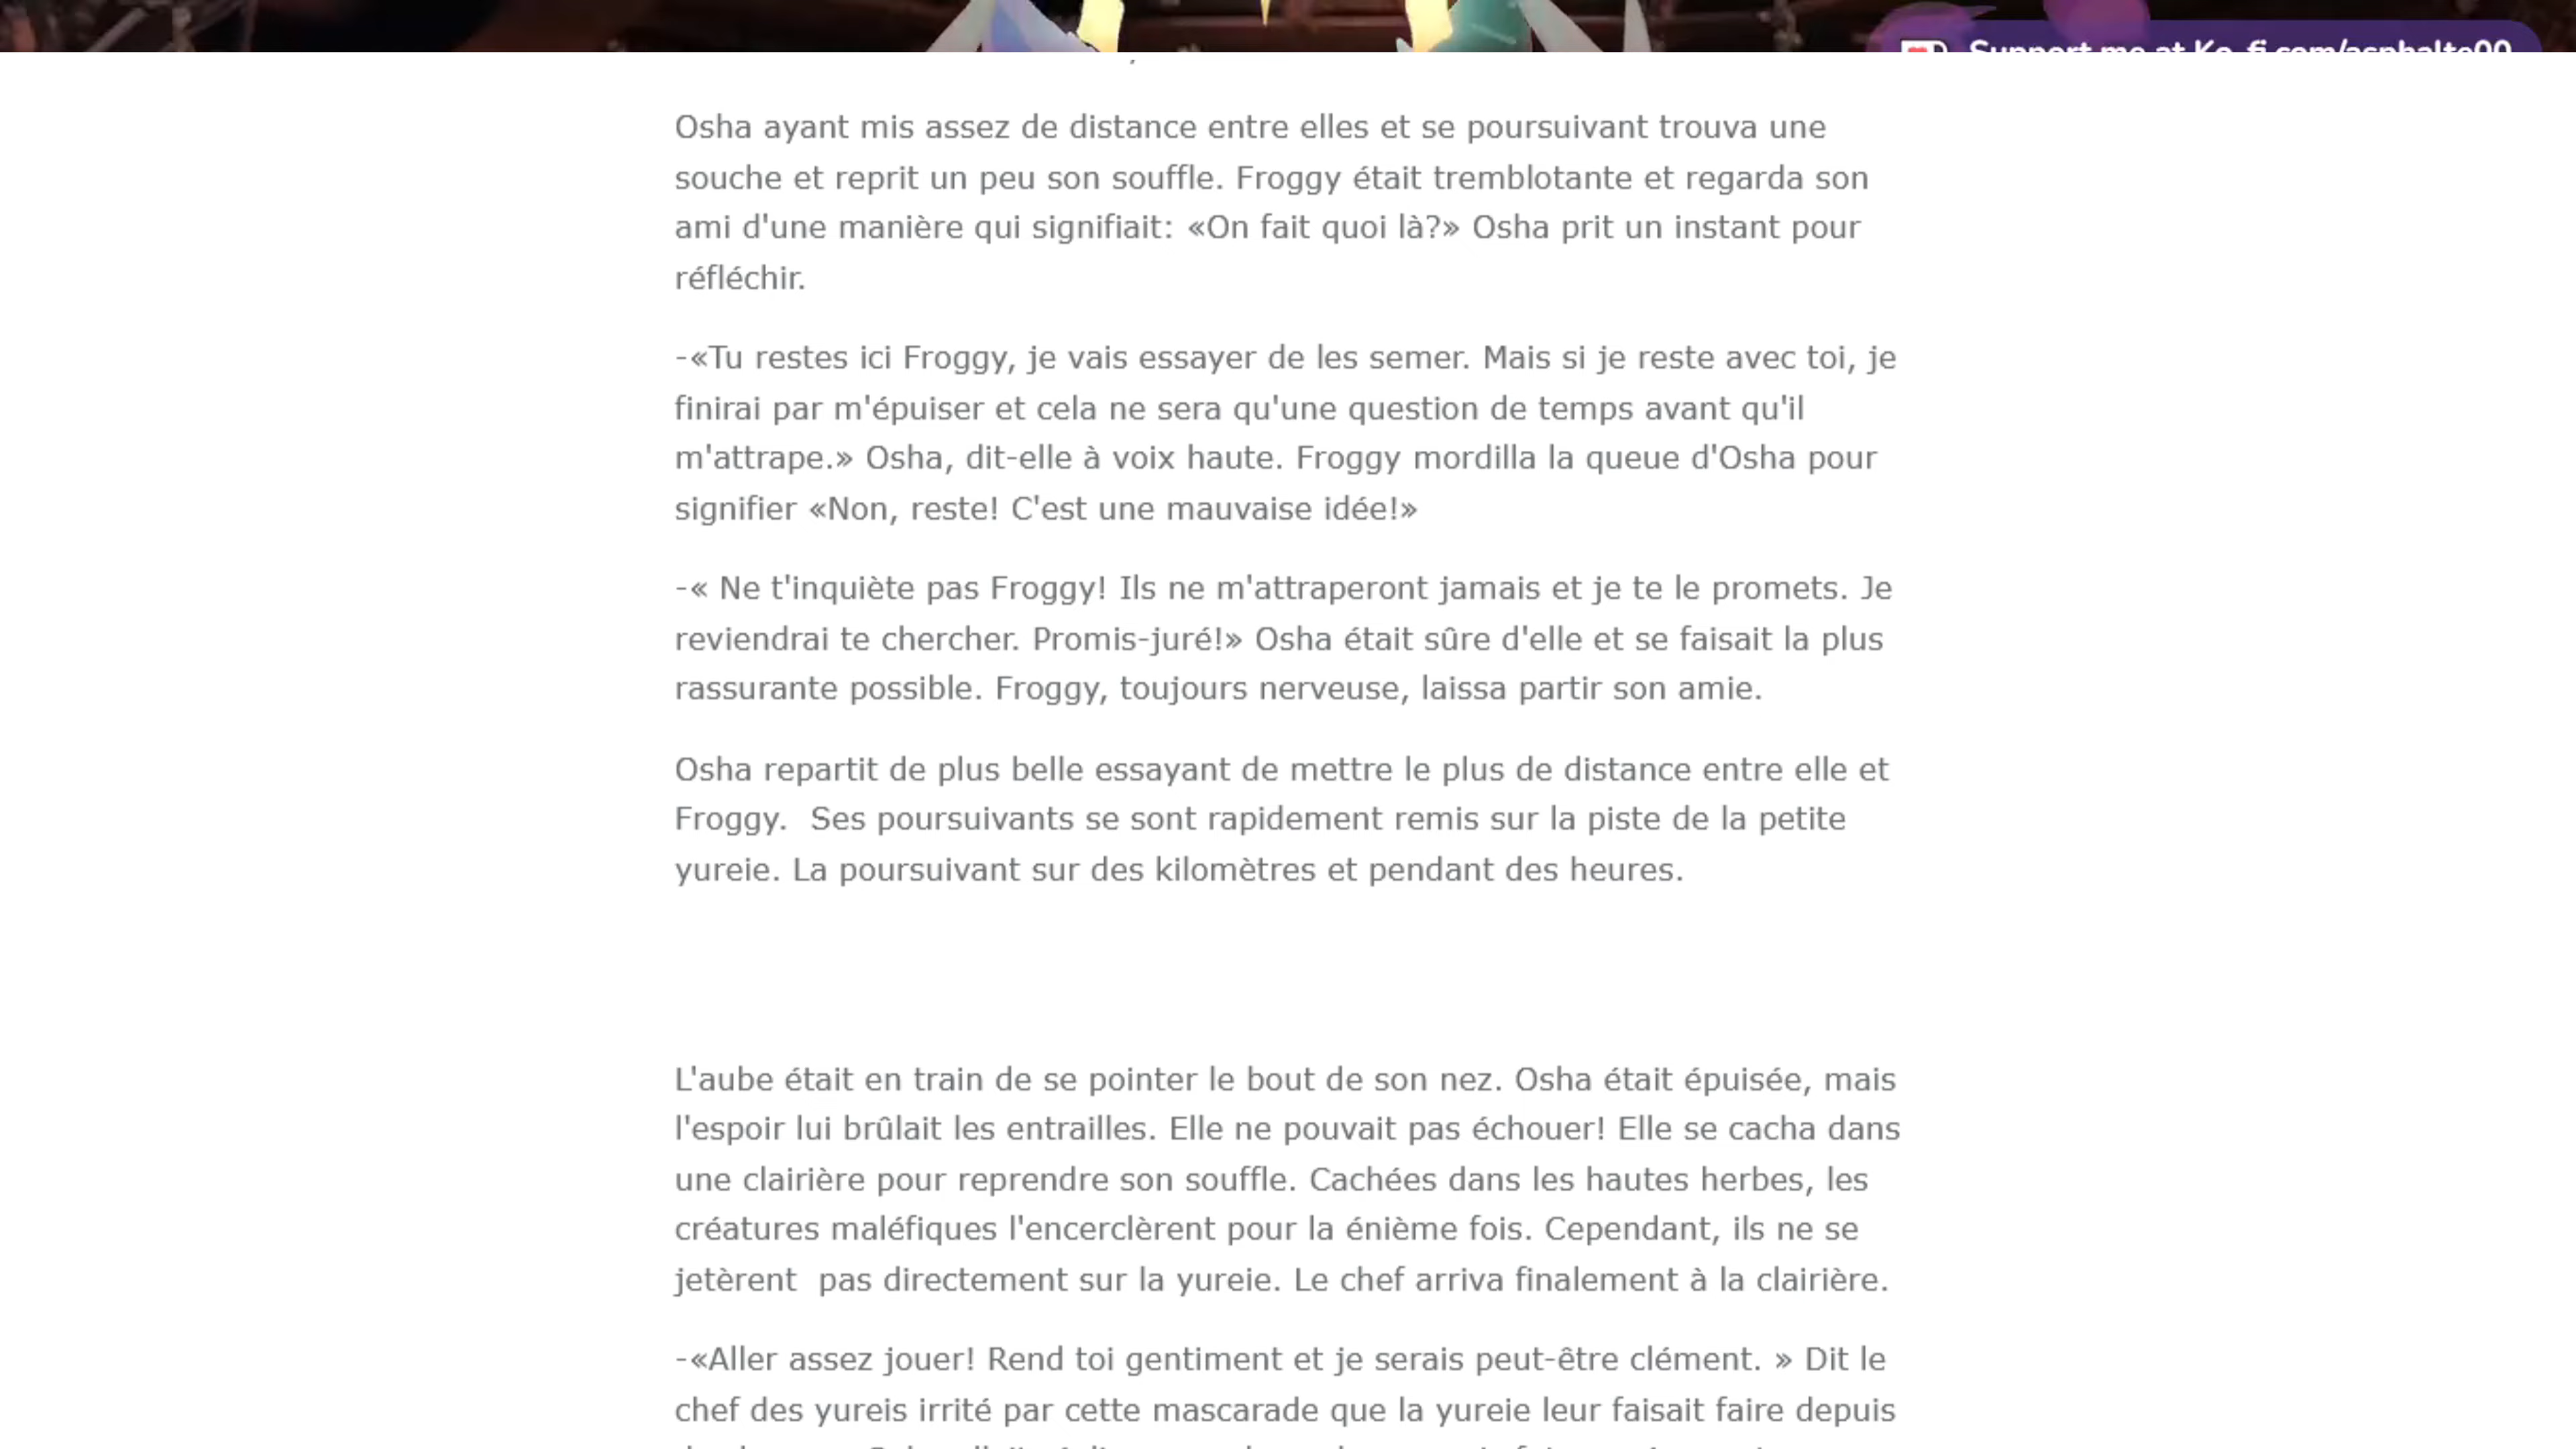 Support me at Ko-fi.com/asphalte00
Osha ayant mis assez de distance entre elles et se poursuivant trouva une
souche et reprit un peu son souffle. Froggy était tremblotante et regarda son
ami d'une manière qui signifiait: «On fait quoi là?» Osha prit un instant pour
réfléchir.
-«Tu restes ici Froggy, je vais essayer de les semer. Mais si je reste avec toi, je
finirai par m'épuiser et cela ne sera qu'une question de temps avant qu'il
m'attrape.» Osha, dit-elle à voix haute. Froggy mordilla la queue d'Osha pour
signifier «Non, reste! C'est une mauvaise idée!»
-« Ne t'inquiète pas Froggy! Ils ne m'attraperont jamais et je te le promets. Je
reviendrai te chercher. Promis-juré!» Osha était sûre d'elle et se faisait la plus
rassurante possible. Froggy, toujours nerveuse, laissa partir son amie.
Osha repartit de plus belle essayant de mettre le plus de distance entre elle et
Froggy.  Ses poursuivants se sont rapidement remis sur la piste de la petite
yureie. La poursuivant sur des kilomètres et pendant des heures.
L'aube était en train de se pointer le bout de son nez. Osha était épuisée, mais
l'espoir lui brûlait les entrailles. Elle ne pouvait pas échouer! Elle se cacha dans
une clairière pour reprendre son souffle. Cachées dans les hautes herbes, les
créatures maléfiques l'encerclèrent pour la énième fois. Cependant, ils ne se
jetèrent  pas directement sur la yureie. Le chef arriva finalement à la clairière.
-«Aller assez jouer! Rend toi gentiment et je serais peut-être clément. » Dit le
chef des yureis irrité par cette mascarade que la yureie leur faisait faire depuis